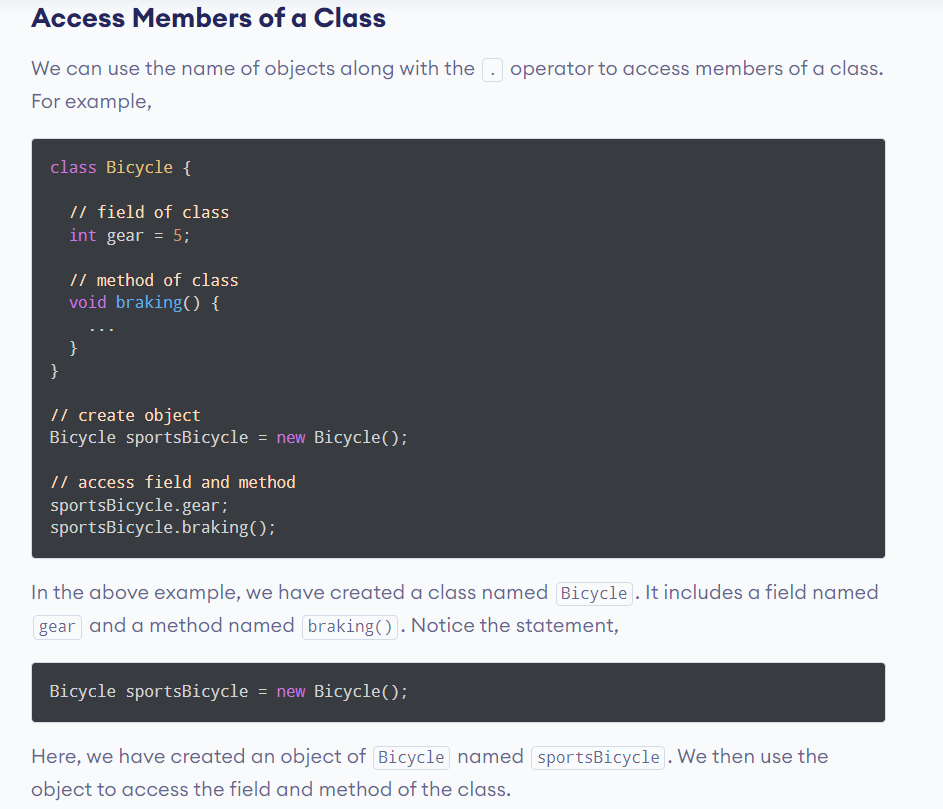 Access Members of a Class
We can use the name of objects along with the . operator to access members of a class.
For example,
class Bicycle {
// field of class
int gear = 5;
// method of class
void braking() {
...
}
}
// create object
Bicycle sportsBicycle = new Bicycle();
// access field and method
sportsBicycle.gear;
sportsBicycle.braking();
In the above example, we have created a class named Bicycle. It includes a field named
gear and a method named braking(). Notice the statement,
Bicycle sportsBicycle = new Bicycle();
Here, we have created an object of Bicycle named sportsBicycle. We then use the
object to access the field and method of the class.